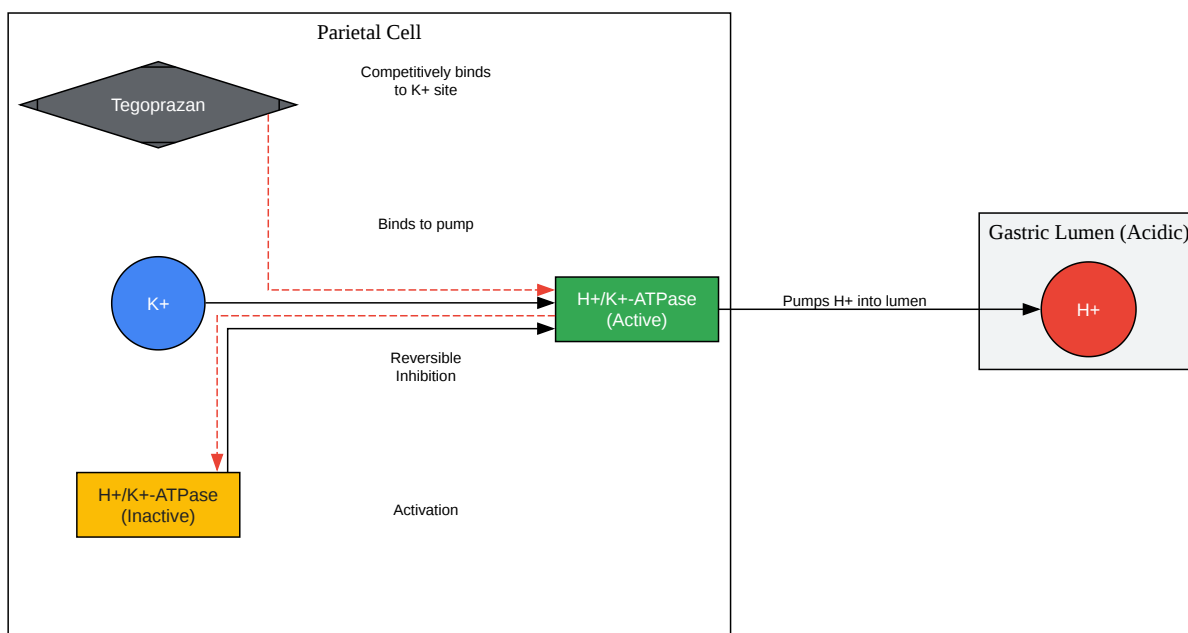 Parietal Cell
Tegoprazan
Competitively binds
to K+ site
Binds to pump
Gastric Lumen (Acidic)
K+
H+/K+-ATPase
(Active)
Pumps H+ into lumen
H+
Reversible
Inhibition
H+/K+-ATPase
(Inactive)
Activation